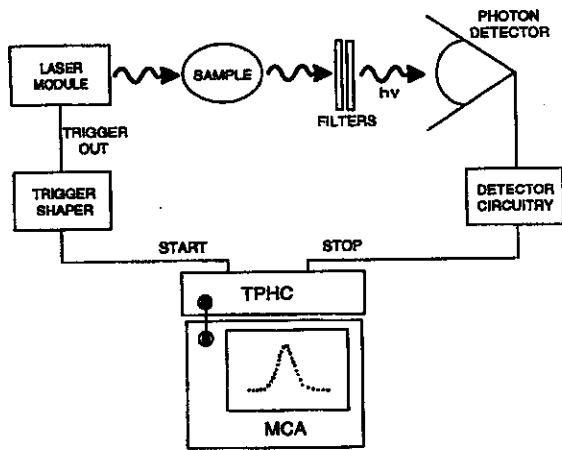 PHOTON
DETECTOR
LASER
MODULE
SAMPLE
hν
FILTERS
TRIGGER
OUT
TRIGGER
SHAPER
DETECTOR
CIRCUITRY
START
STOP
TPHC
MCA